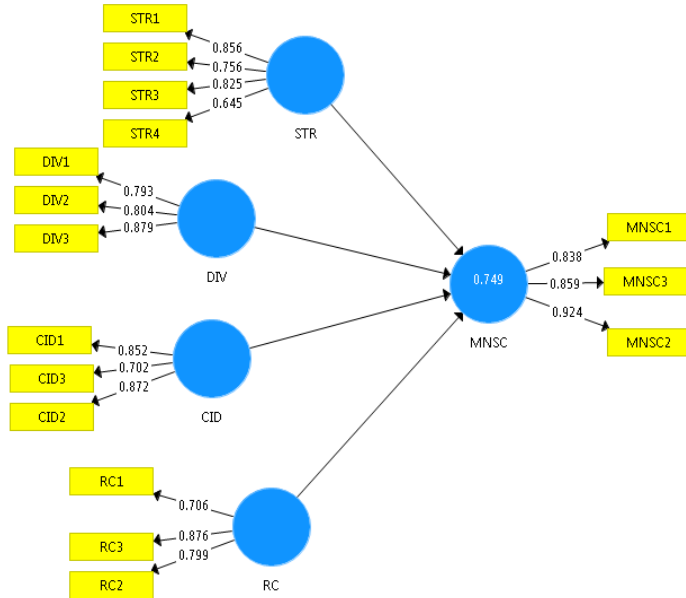 STR1
0.856
STR2
0.756
STR3
0.825
STR4
0.645
STR
DIV1
0.793
DIV2
0.804
DIV3
0.879
DIV
CID1
0.852
CID3
0.702
CID2
0.872
CID
RC1
0.706
RC3
0.876
RC2
0.799
RC
0.749
MNSC
MNSC1
0.838
MNSC3
0.859
MNSC2
0.924